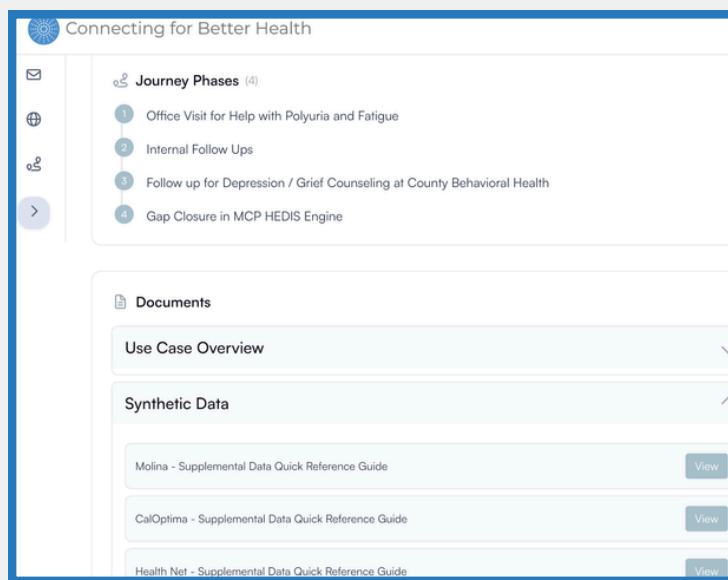 Connecting for Better Health
Journey Phases (4)
1 Office Visit for Help with Polyuria and Fatigue
2 Internal Follow Ups
3 Follow up for Depression / Grief Counseling at County Behavioral Health
4 Gap Closure in MCP HEDIS Engine
Documents
Use Case Overview
Synthetic Data
Molina - Supplemental Data Quick Reference Guide View
CalOptima - Supplemental Data Quick Reference Guide View
Health Net - Supplemental Data Quick Reference Guide View